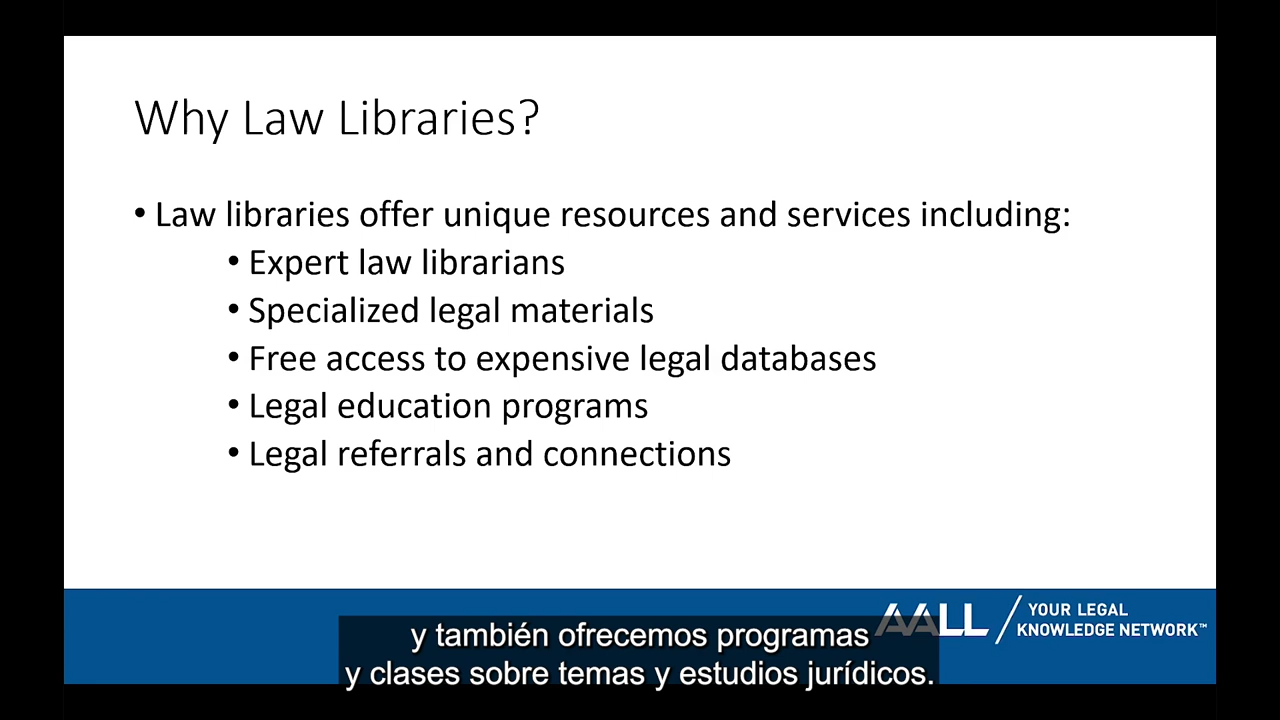 Why Law Libraries?
• Law libraries offer unique resources and services including:
• Expert law librarians
• Specialized legal materials
• Free access to expensive legal databases
• Legal education programs
• Legal referrals and connections
AALL
YOUR LEGAL
KNOWLEDGE NETWORK™
y también ofrecemos programas
y clases sobre temas y estudios jurídicos.